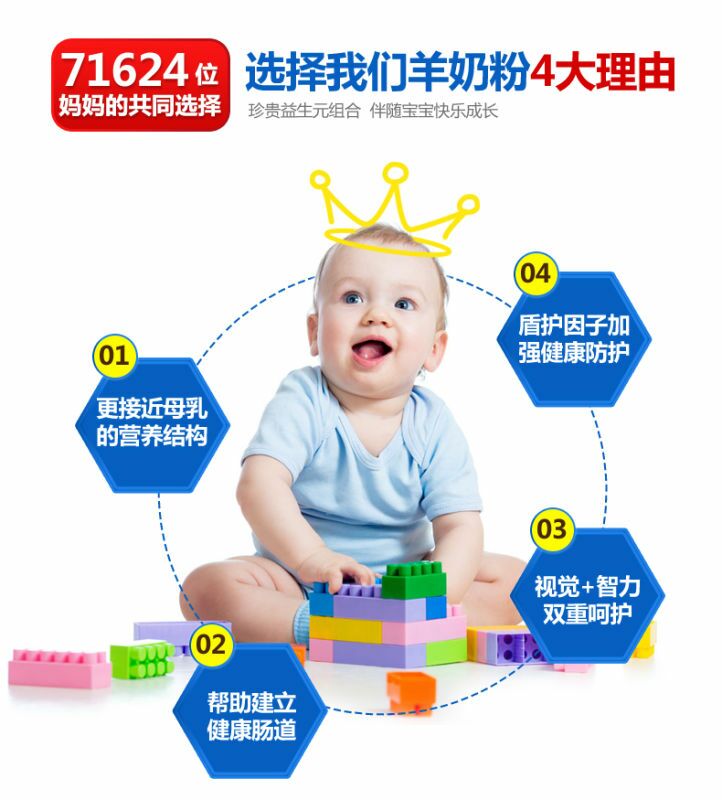 71624位
妈妈的共同选择
选择我们羊奶粉4大理由
珍贵益生元组合 伴随宝宝快乐成长
01
更接近母乳
的营养结构
02
帮助建立
健康肠道
03
视觉+智力
双重呵护
04
盾护因子加
强健康防护